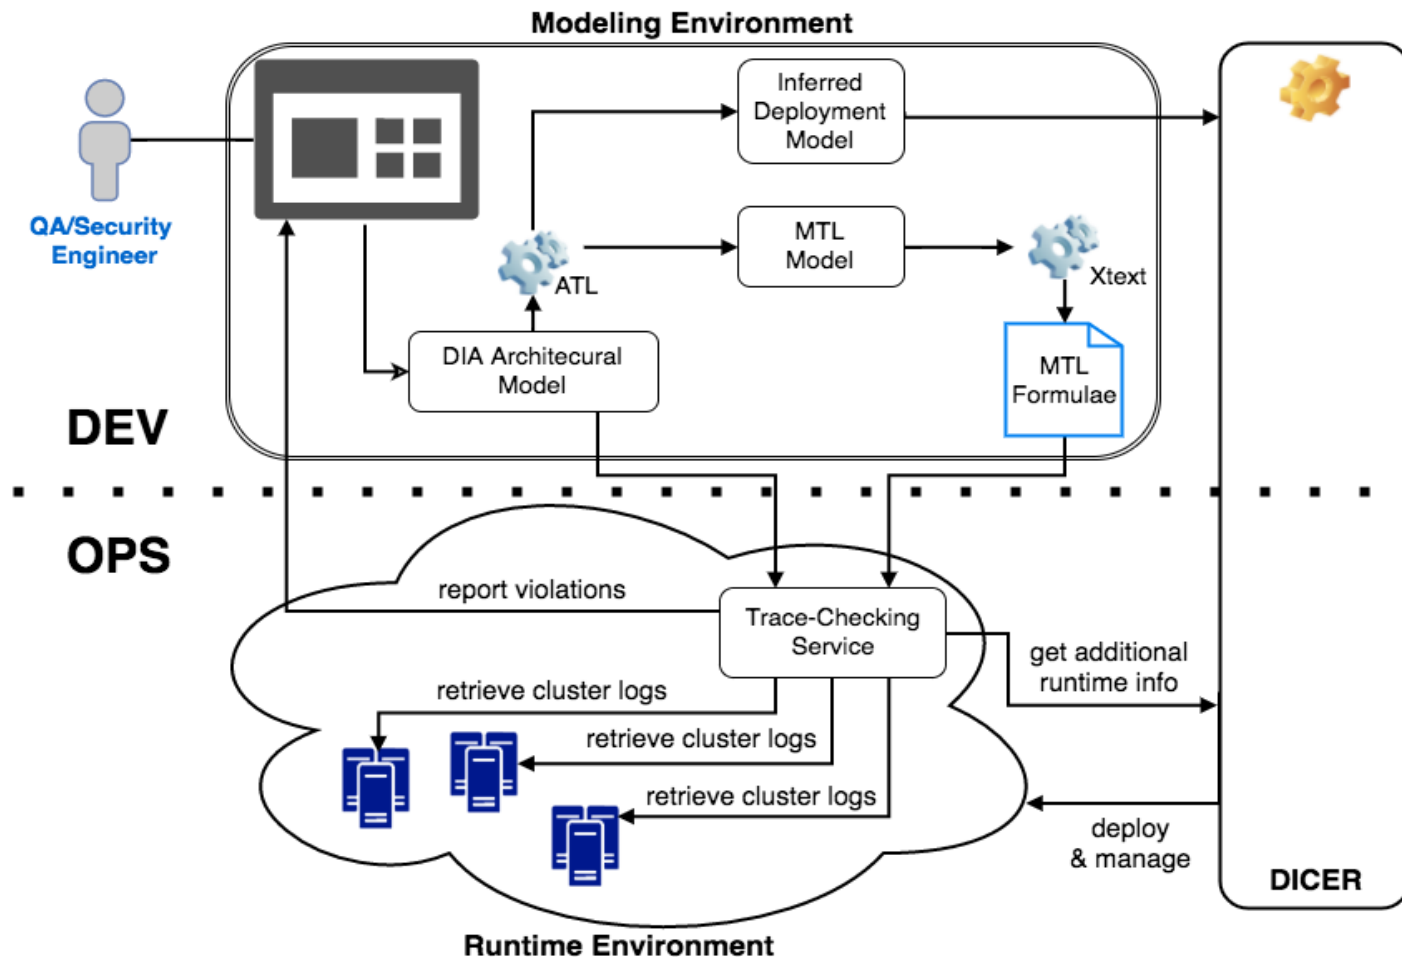 Modeling Environment
QA/Security
Engineer
Inferred
Deployment
Model
MTL
Model
ATL
Xtext
DIA Architecural
Model
MTL
Formulae
DEV
OPS
report violations
Trace-Checking
Service
get additional
runtime info
retrieve cluster logs
retrieve cluster logs
retrieve cluster logs
deploy
& manage
DICER
Runtime Environment